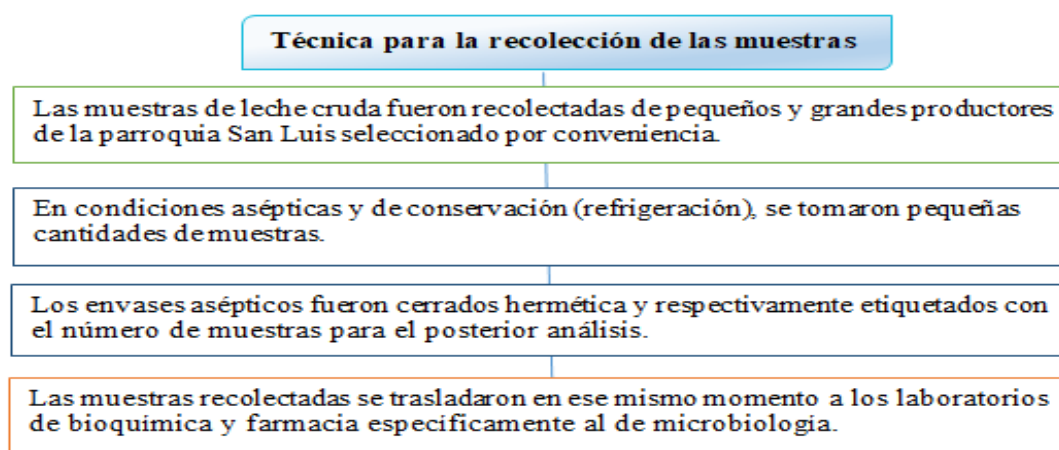 Técnica para la recolección de las muestras
Las muestras de leche cruda fueron recolectadas de pequeños y grandes productores
de la parroquia San Luis seleccionado por conveniencia.
En condiciones asépticas y de conservación (refrigeración), se tomaron pequeñas
cantidades de muestras.
Los envases asépticos fueron cerrados hermética y respectivamente etiquetados con
el número de muestras para el posterior análisis.
Las muestras recolectadas se trasladaron en ese mismo momento a los laboratorios
de bioquímica y farmacia específicamente al de microbiología.